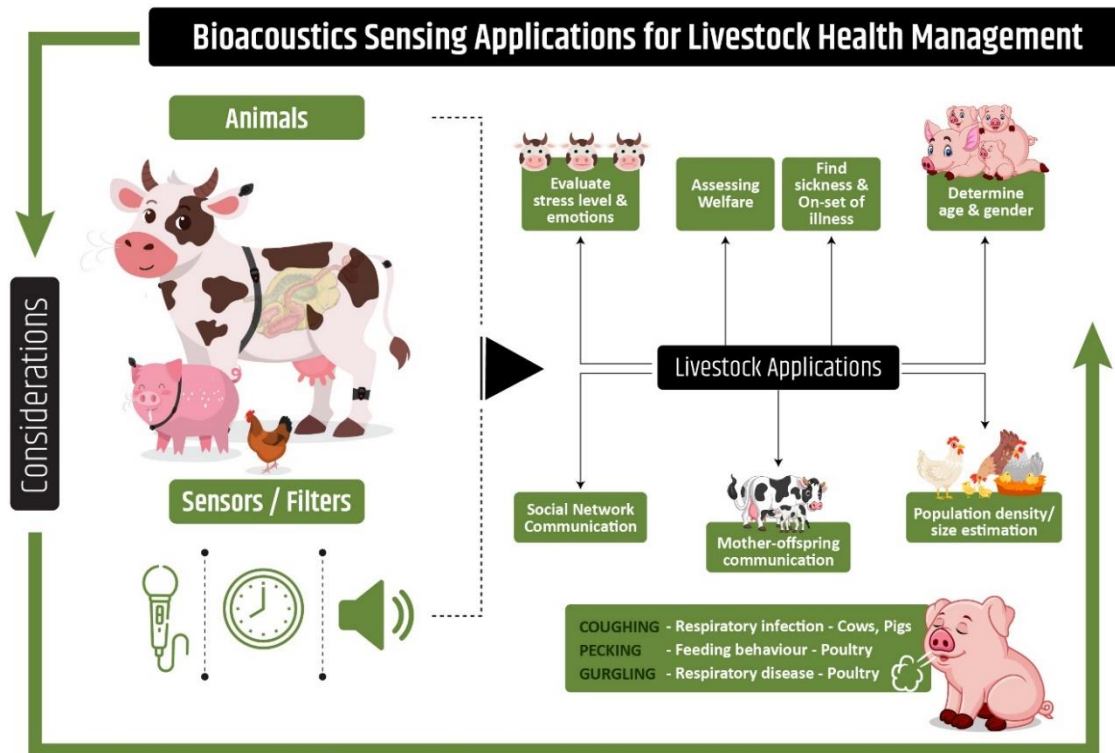 Bioacoustics Sensing Applications for Livestock Health Management
Considerations
Animals
Sensors / Filters
Evaluate
stress level &
emotions
Assessing
Welfare
Find
sickness &
On-set of
illness
Determine
age & gender
Livestock Applications
Social Network
Communication
Mother-offspring
communication
Population density/
size estimation
COUGHING - Respiratory infection - Cows, Pigs
PECKING - Feeding behaviour - Poultry
GURGLING - Respiratory disease - Poultry